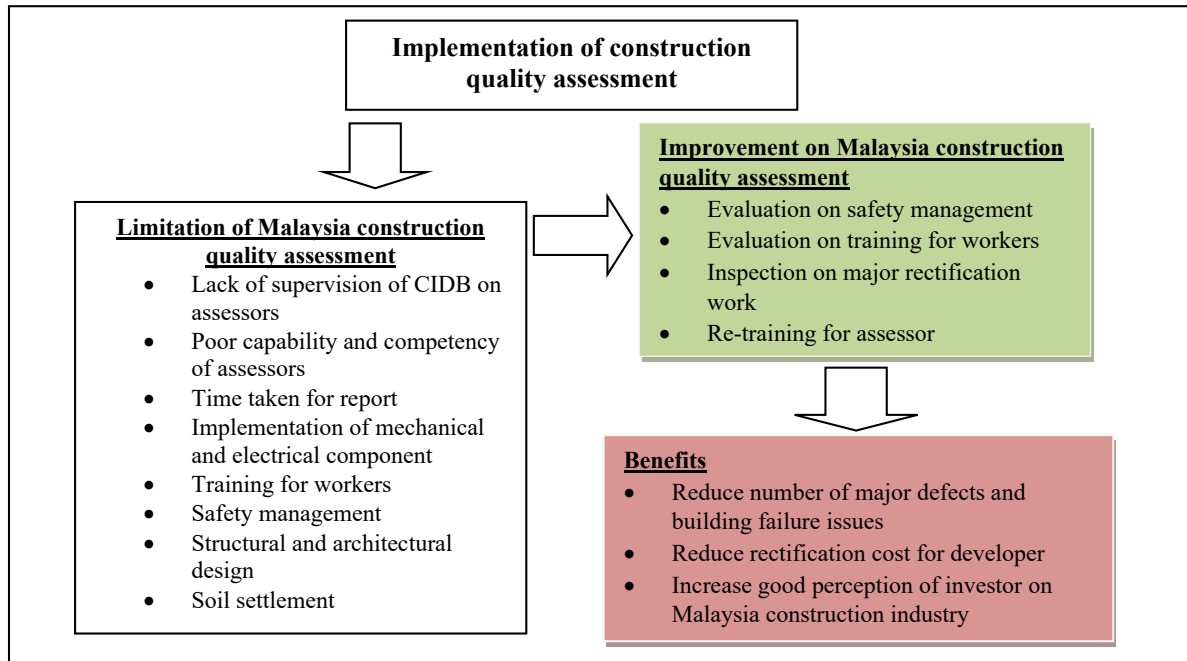 Implementation of construction
quality assessment
Limitation of Malaysia construction
quality assessment
• Lack of supervision of CIDB on
assessors
• Poor capability and competency
of assessors
• Time taken for report
• Implementation of mechanical
and electrical component
• Training for workers
• Safety management
• Structural and architectural
design
• Soil settlement
Improvement on Malaysia construction
quality assessment
• Evaluation on safety management
• Evaluation on training for workers
• Inspection on major rectification
work
• Re-training for assessor
Benefits
• Reduce number of major defects and
building failure issues
• Reduce rectification cost for developer
• Increase good perception of investor on
Malaysia construction industry